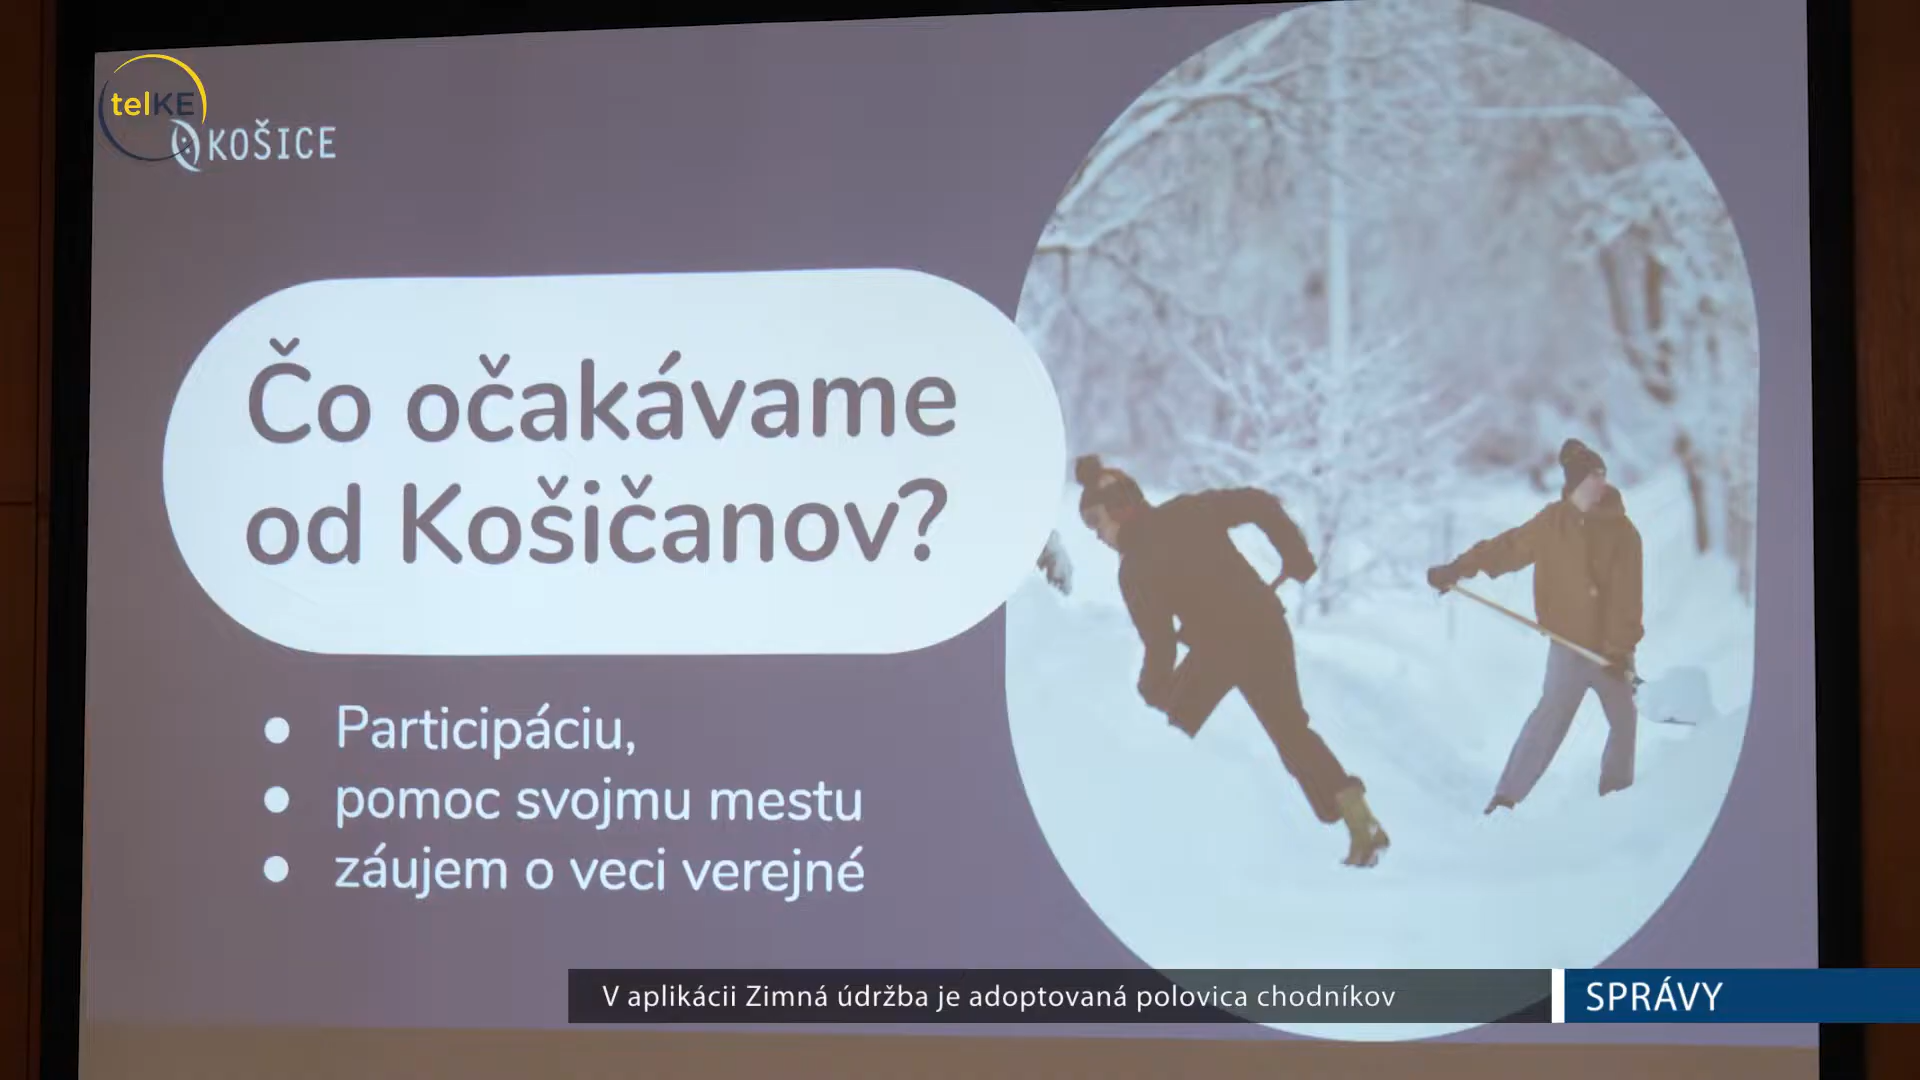 telKE
KOŠICE
Čo očakávame
od Košičanov?
● Participáciu,
● pomoc svojmu mestu
● záujem o veci verejné
V aplikácii Zimná údržba je adoptovaná polovica chodníkov
SPRÁVY